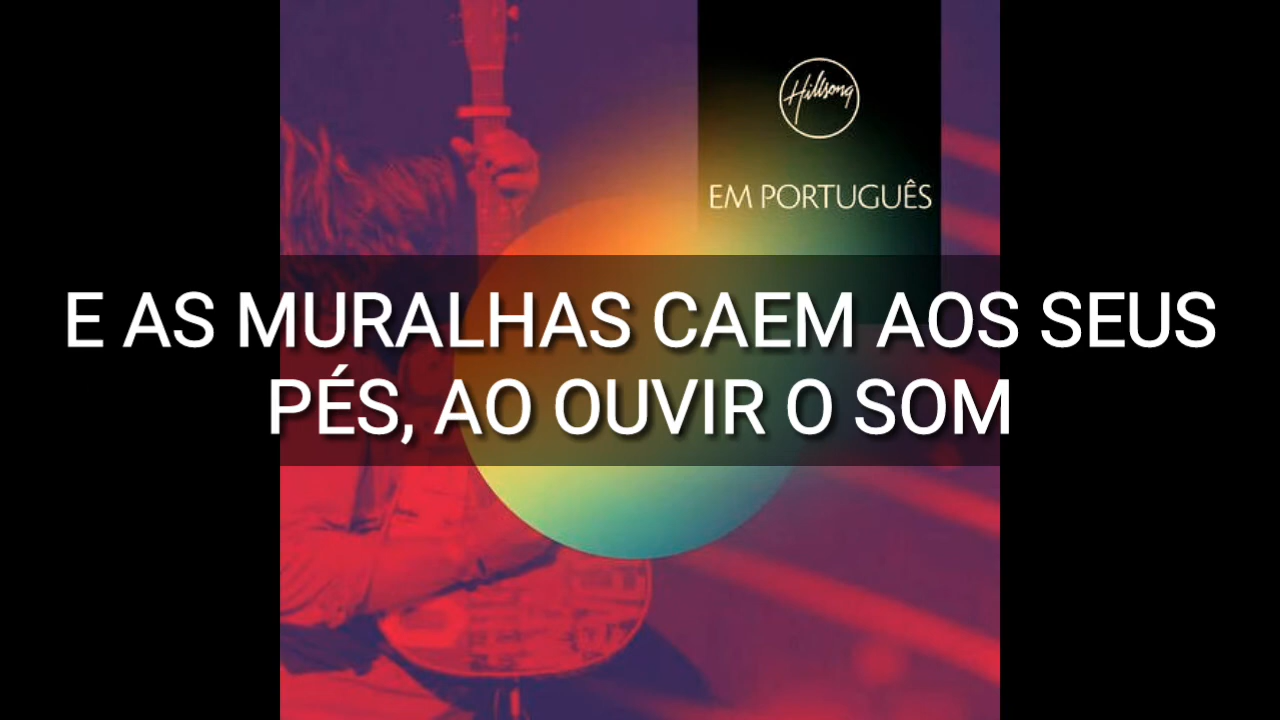 Hillsong
EM PORTUGUÊS
E AS MURALHAS CAEM AOS SEUS
PÉS, AO OUVIR O SOM